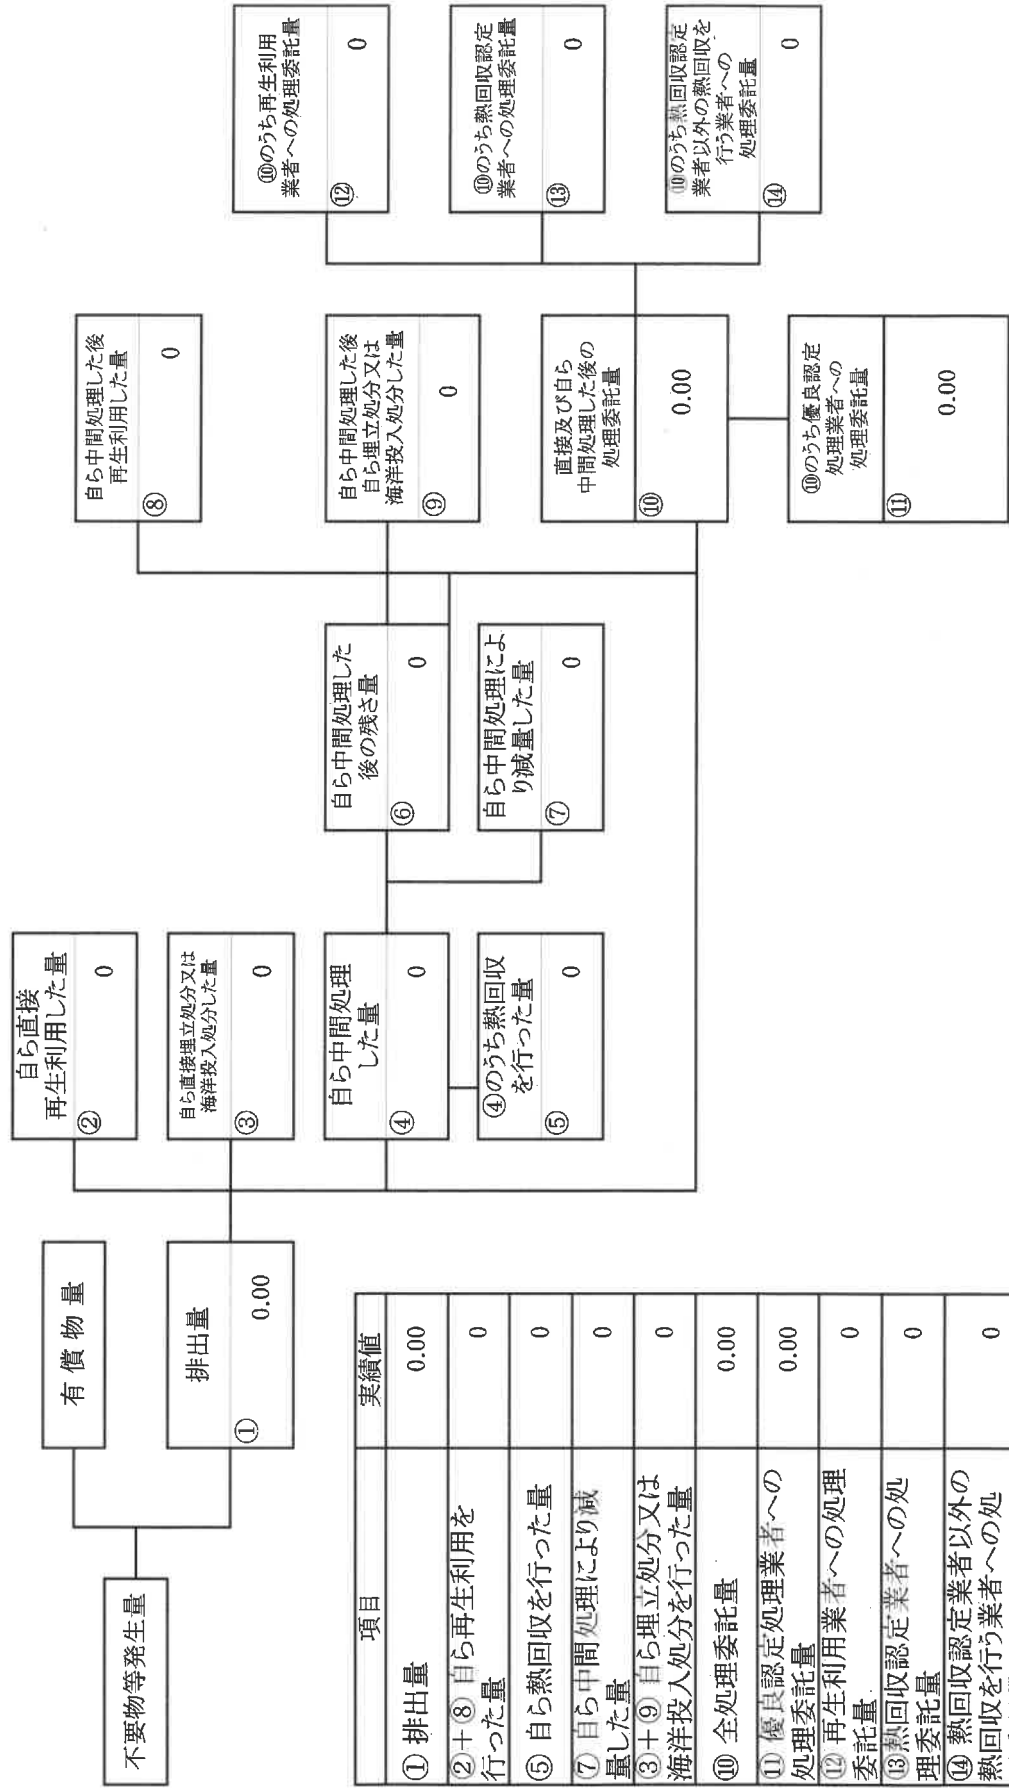 不要物等発生量
有償物量
排出量
①
0.00
自ら直接
再生利用した量
②
0
自ら直接埋立処分又は
海洋投入処分した量
③
0
自ら中間処理
した量
④
0
④のうち熱回収
を行った量
⑤
0
自ら中間処理した
後の残さ量
⑥
0
自ら中間処理によ
り減量した量
⑦
0
自ら中間処理した後
再生利用した量
⑧
0
自ら中間処理した後
自ら埋立処分又は
海洋投入処分した量
⑨
0
直接及び自ら
中間処理した後の
処理委託量
⑩
0.00
⑩のうち優良認定
処理業者への
処理委託量
⑪
0.00
⑩のうち再生利用
業者への処理委託量
⑫
0
⑩のうち熱回収認定
業者への処理委託量
⑬
0
⑩のうち熱回収認定
業者以外の熱回収を
行う業者への
処理委託量
⑭
0
項目 実績値
① 排出量 0.00
②+⑧ 自ら再生利用を
行った量 0
⑤ 自ら熱回収を行った量 0
⑦ 自ら中間処理により減
量した量 0
③+⑨ 自ら埋立処分又は
海洋投入処分を行った量 0
⑩ 全処理委託量 0.00
⑪ 優良認定処理業者への
処理委託量 0.00
⑫ 再生利用業者への処理
委託量 0
⑬熱回収認定業者への処
理委託量 0
⑭ 熱回収認定業者以外の
熱回収を行う業者への処 0